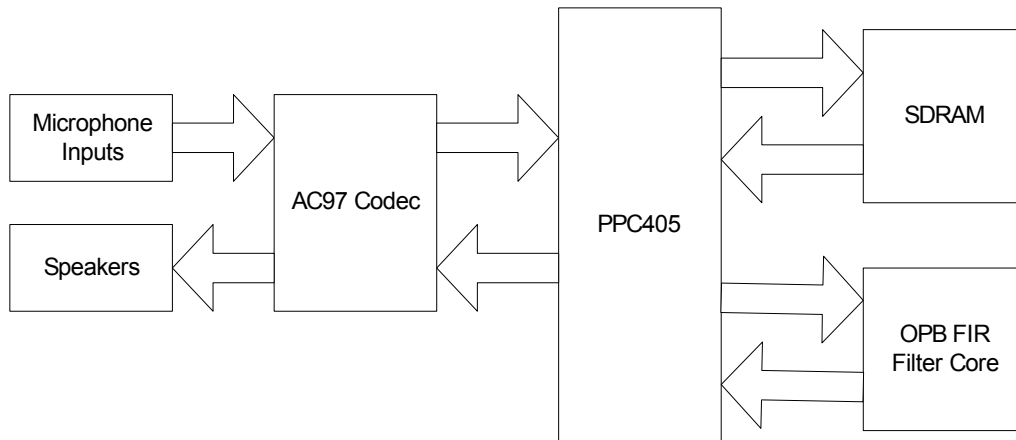 Microphone
Inputs
Speakers
AC97 Codec
PPC405
SDRAM
OPB FIR
Filter Core